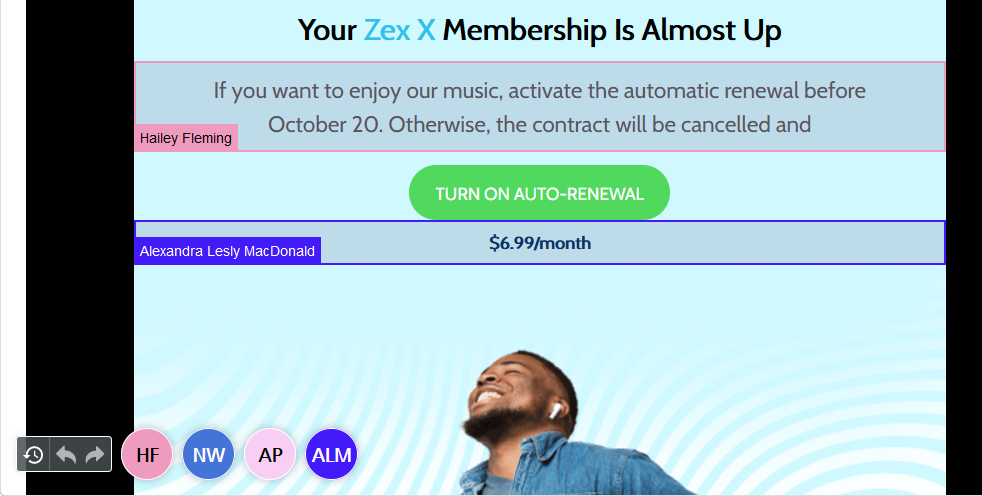 Your Zex X Membership Is Almost Up
If you want to enjoy our music, activate the automatic renewal before
October 20. Otherwise, the contract will be cancelled and
Hailey Fleming
TURN ON AUTO-RENEWAL
$6.99/month
Alexandra Lesly MacDonald
HF NW AP ALM